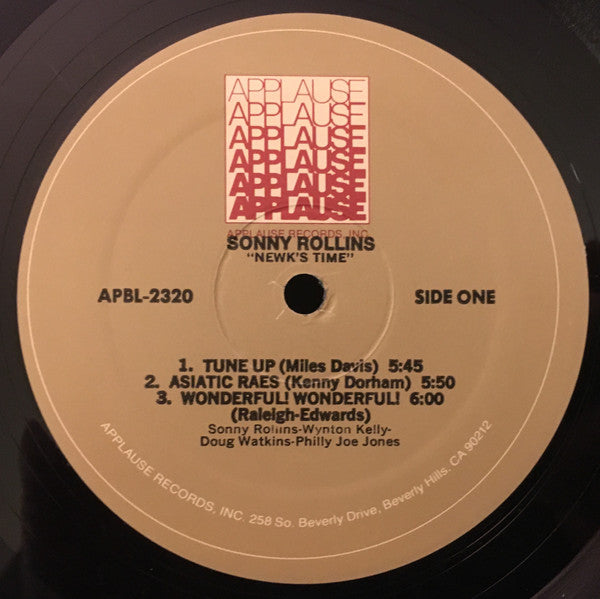 APPLAUSE
APPLAUSE
APPLAUSE
APPLAUSE
APPLAUSE
APPLAUSE
APPLAUSE RECORDS, INC.
SONNY ROLLINS
"NEWK'S TIME"
APBL-2320
SIDE ONE
1. TUNE UP (Miles Davis) 5:45
2. ASIATIC RAES (Kenny Dorham) 5:50
3. WONDERFUL! WONDERFUL! 6:00
(Raleigh-Edwards)
Sonny Rollins-Wynton Kelly-
Doug Watkins-Philly Joe Jones
APPLAUSE RECORDS, INC. 258 So. Beverly Drive, Beverly Hills. CA 90212